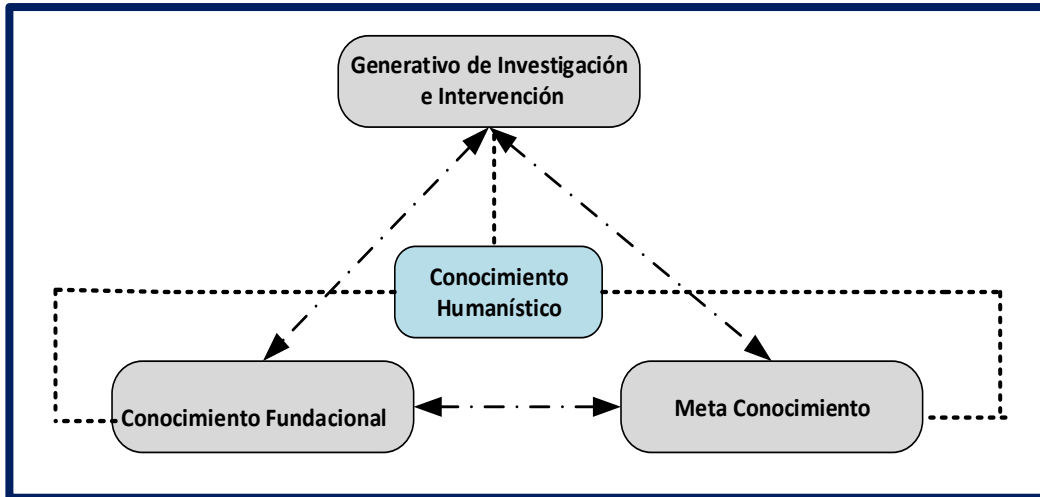 Generativo de Investigación
e Intervención
Conocimiento
Humanístico
Conocimiento Fundacional
Meta Conocimiento